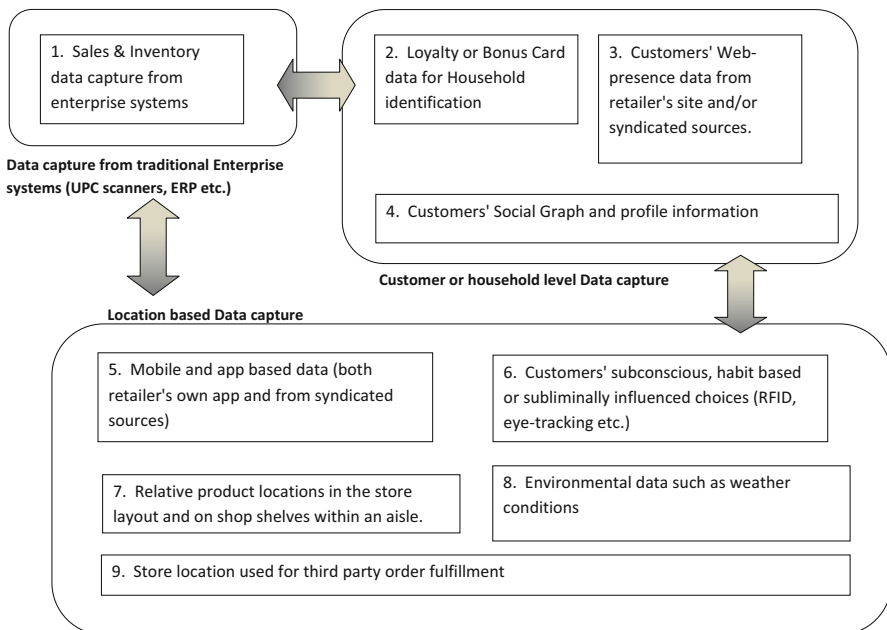 1. Sales & Inventory
data capture from
enterprise systems
2. Loyalty or Bonus Card
data for Household
identification
3. Customers' Web-
presence data from
retailer's site and/or
syndicated sources.
Data capture from traditional Enterprise
systems (UPC scanners, ERP etc.)
4. Customers' Social Graph and profile information
Customer or household level Data capture
Location based Data capture
5. Mobile and app based data (both
retailer's own app and from syndicated
sources)
6. Customers' subconscious, habit based
or subliminally influenced choices (RFID,
eye-tracking etc.)
7. Relative product locations in the store
layout and on shop shelves within an aisle.
8. Environmental data such as weather
conditions
9. Store location used for third party order fulfillment